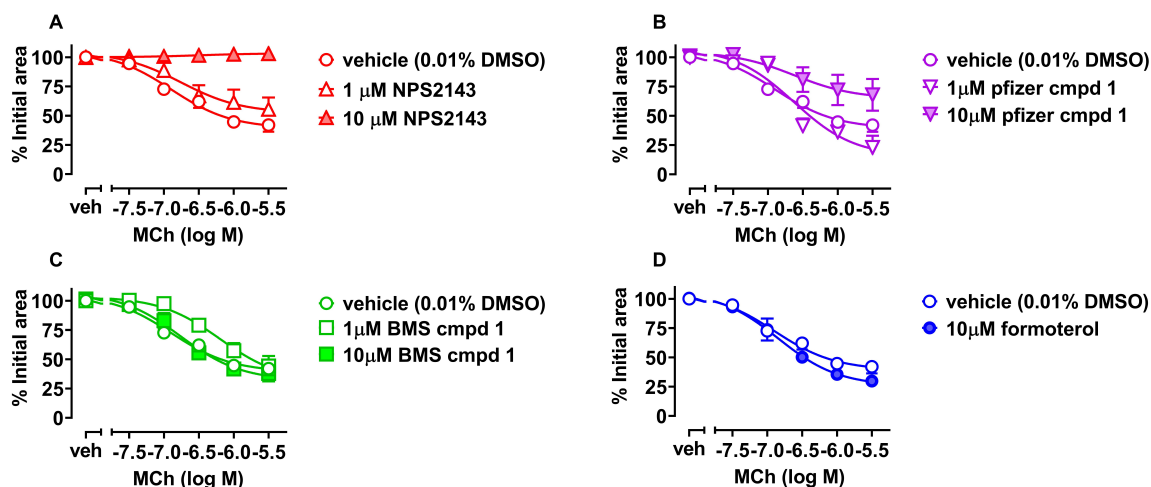 A
% Initial area
100
75
50
25
0
veh
-7.5
-7.0
-6.5
-6.0
-5.5
MCh (log M)
vehicle (0.01% DMSO)
1 μM NPS2143
10 μM NPS2143
B
% Initial area
100
75
50
25
0
veh
-7.5
-7.0
-6.5
-6.0
-5.5
MCh (log M)
vehicle (0.01% DMSO)
1μM pfizer cmpd 1
10μM pfizer cmpd 1
C
% Initial area
100
75
50
25
0
veh
-7.5
-7.0
-6.5
-6.0
-5.5
MCh (log M)
vehicle (0.01% DMSO)
1μM BMS cmpd 1
10μM BMS cmpd 1
D
% Initial area
100
75
50
25
0
veh
-7.5
-7.0
-6.5
-6.0
-5.5
MCh (log M)
vehicle (0.01% DMSO)
10μM formoterol